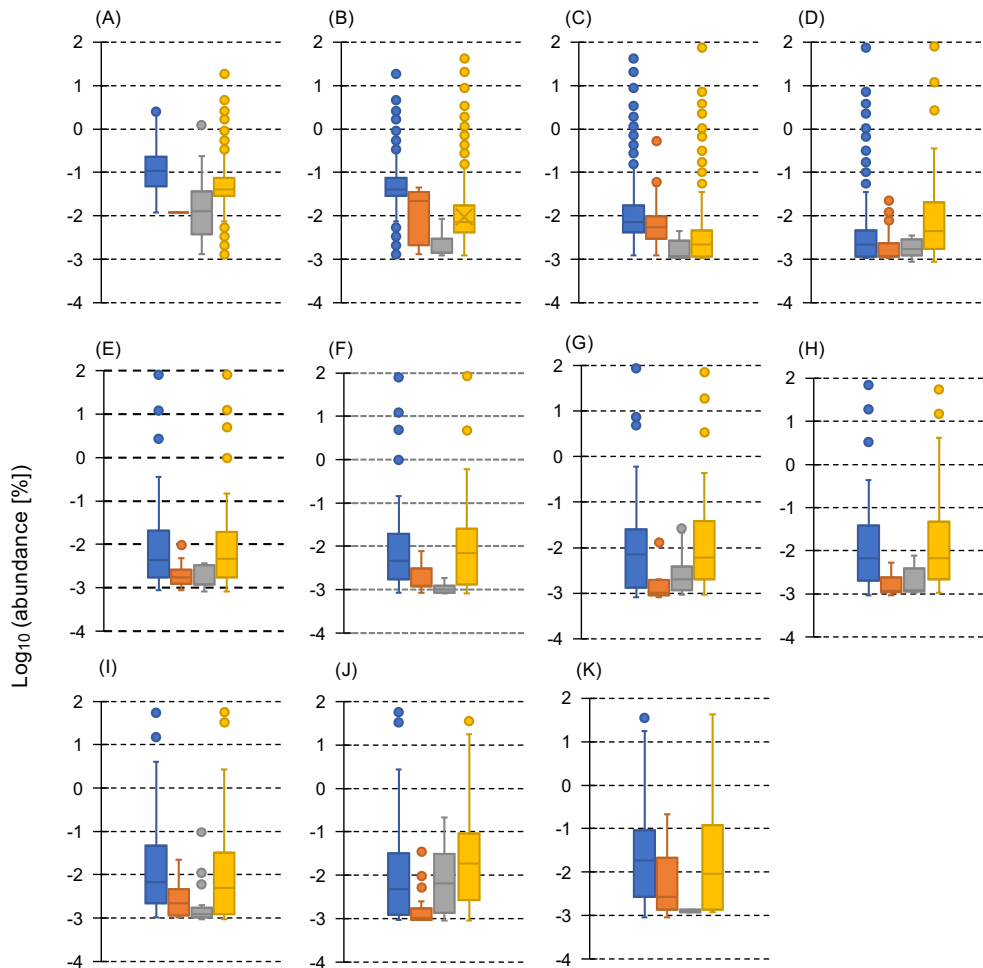 (A) (B) (C) (D)
2 2 2 2
1 1 1 1
0 0 0 0
-1 -1 -1 -1
-2 -2 -2 -2
-3 -3 -3 -3
-4 -4 -4 -4
(E) (F) (G) (H)
2 2 2 2
1 1 1 1
0 0 0 0
-1 -1 -1 -1
-2 -2 -2 -2
-3 -3 -3 -3
-4 -4 -4 -4
Log10 (abundance [%])
(I) (J) (K)
2 2 2
1 1 1
0 0 0
-1 -1 -1
-2 -2 -2
-3 -3 -3
-4 -4 -4